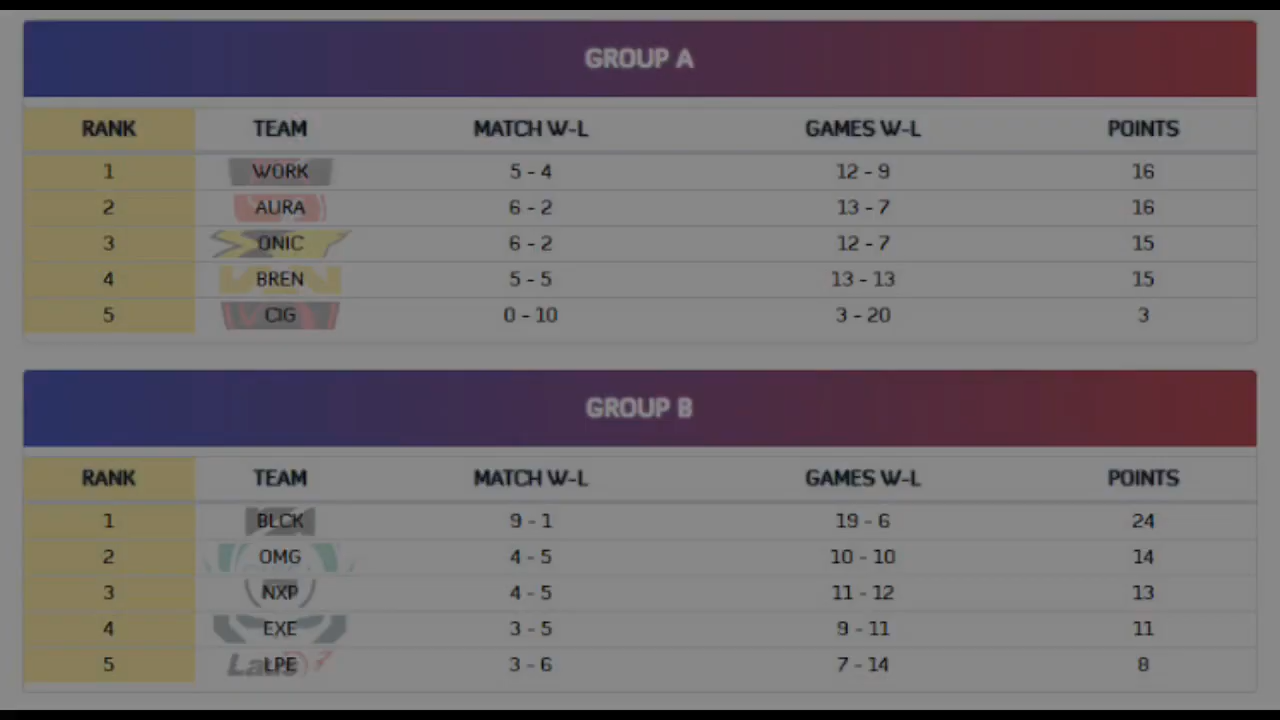 GROUP A
RANK TEAM MATCH W-L GAMES W-L POINTS
1 WORK 5 - 4 12 - 9 16
2 AURA 6 - 2 13 - 7 16
3 ONIC 6 - 2 12 - 7 15
4 BREN 5 - 5 13 - 13 15
5 CIG 0 - 10 3 - 20 3
GROUP B
RANK TEAM MATCH W-L GAMES W-L POINTS
1 BLCK 9 - 1 19 - 6 24
2 OMG 4 - 5 10 - 10 14
3 NXP 4 - 5 11 - 12 13
4 EXE 3 - 5 9 - 11 11
5 LPE 3 - 6 7 - 14 8